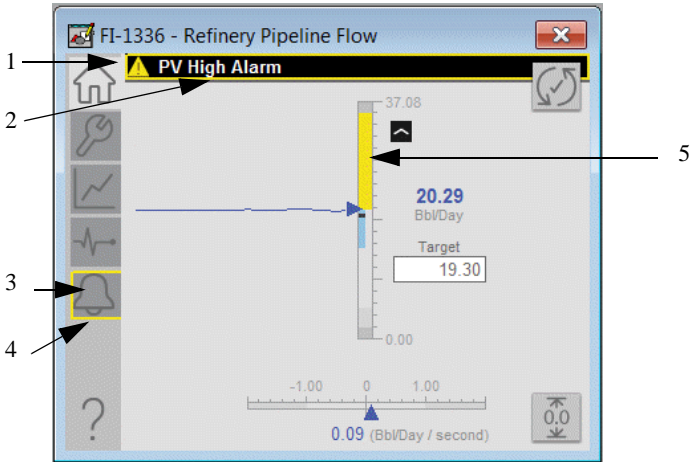 FI-1336 - Refinery Pipeline Flow
1
PV High Alarm
2
37.08
5
20.29
Bbl/Day
Target
19.30
3
4
0.00
-1.00 0 1.00
?
0.0
0.09 (Bbl/Day / second)